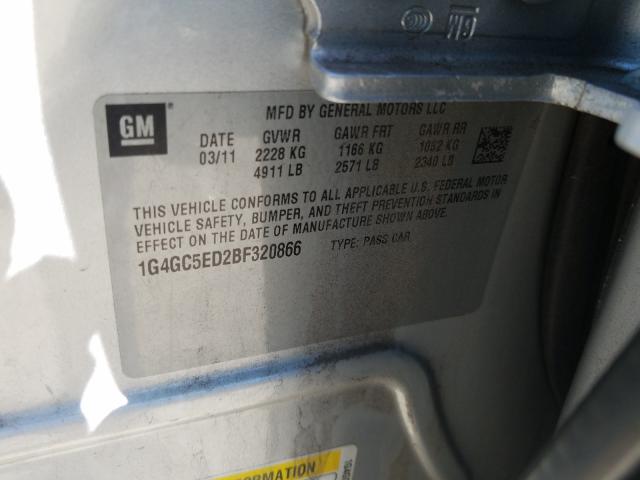 GM
MFD BY GENERAL MOTORS LLC
DATE GVWR GAWR FRT GAWR RR
03/11 2228 KG 1166 KG 1062 KG
4911 LB 2571 LB 2340 LB
THIS VEHICLE CONFORMS TO ALL APPLICABLE U.S. FEDERAL MOTOR
VEHICLE SAFETY, BUMPER, AND THEFT PREVENTION STANDARDS IN
EFFECT ON THE DATE OF MANUFACTURE SHOWN ABOVE.
1G4GC5ED2BF320866 TYPE: PASS CAR
INFORMATION